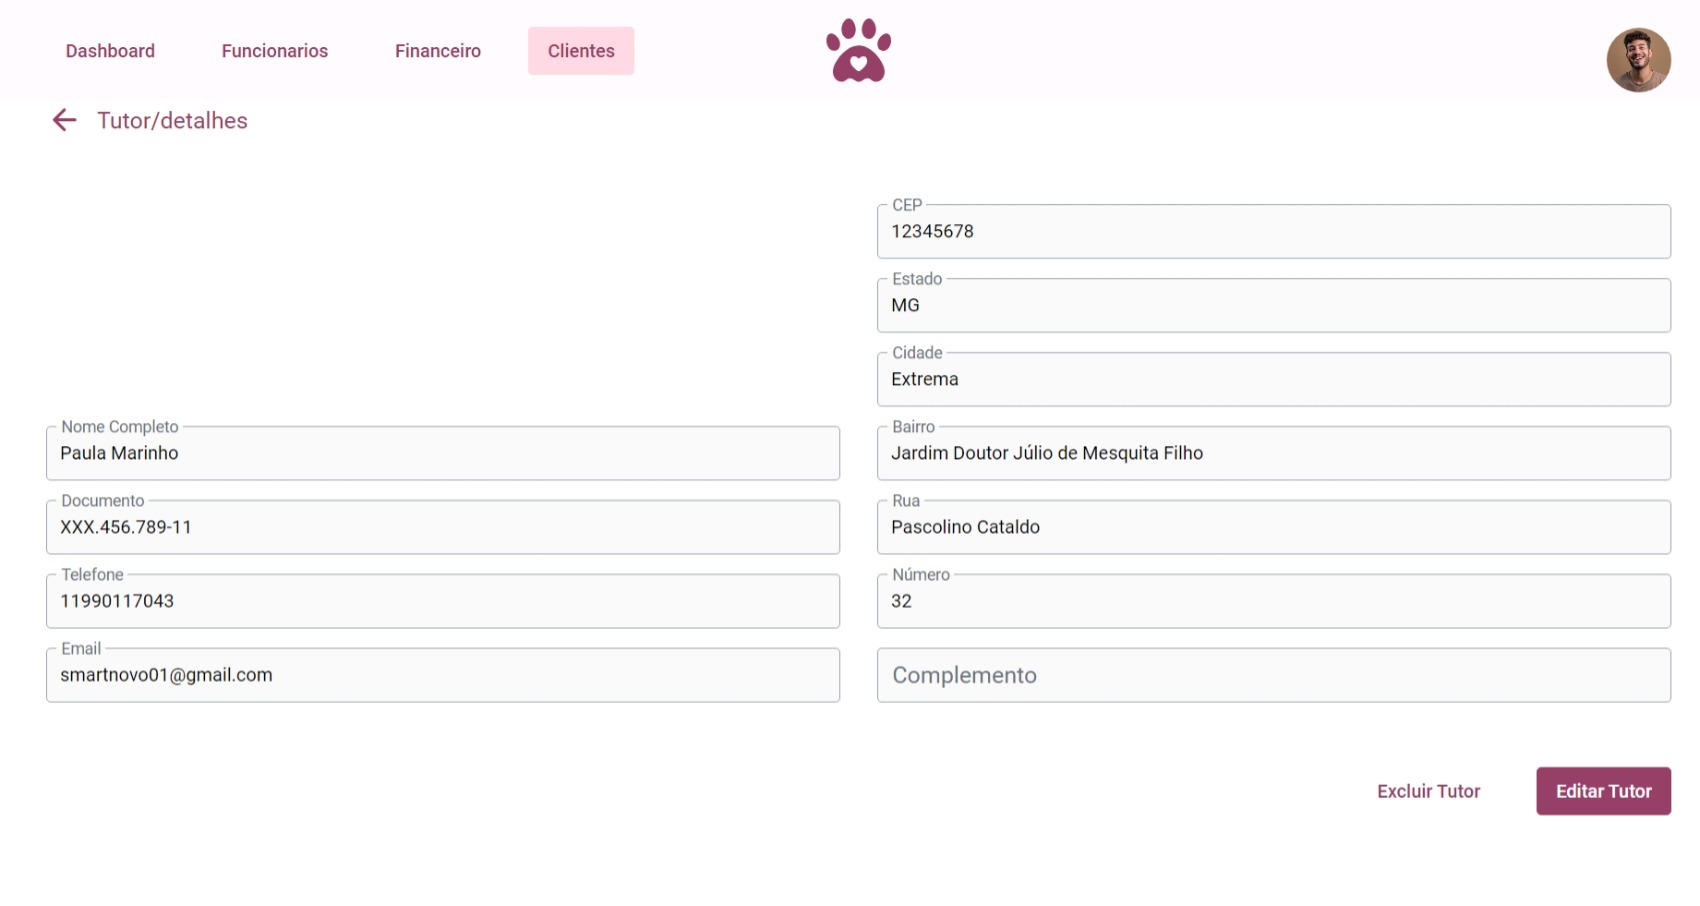 Dashboard
Funcionarios
Financeiro
Clientes
Tutor/detalhes
Nome Completo
Paula Marinho
Documento
XXX.456.789-11
Telefone
11990117043
Email
smartnovo01@gmail.com
CEP
12345678
Estado
MG
Cidade
Extrema
Bairro
Jardim Doutor Júlio de Mesquita Filho
Rua
Pascolino Cataldo
Número
32
Complemento
Excluir Tutor
Editar Tutor